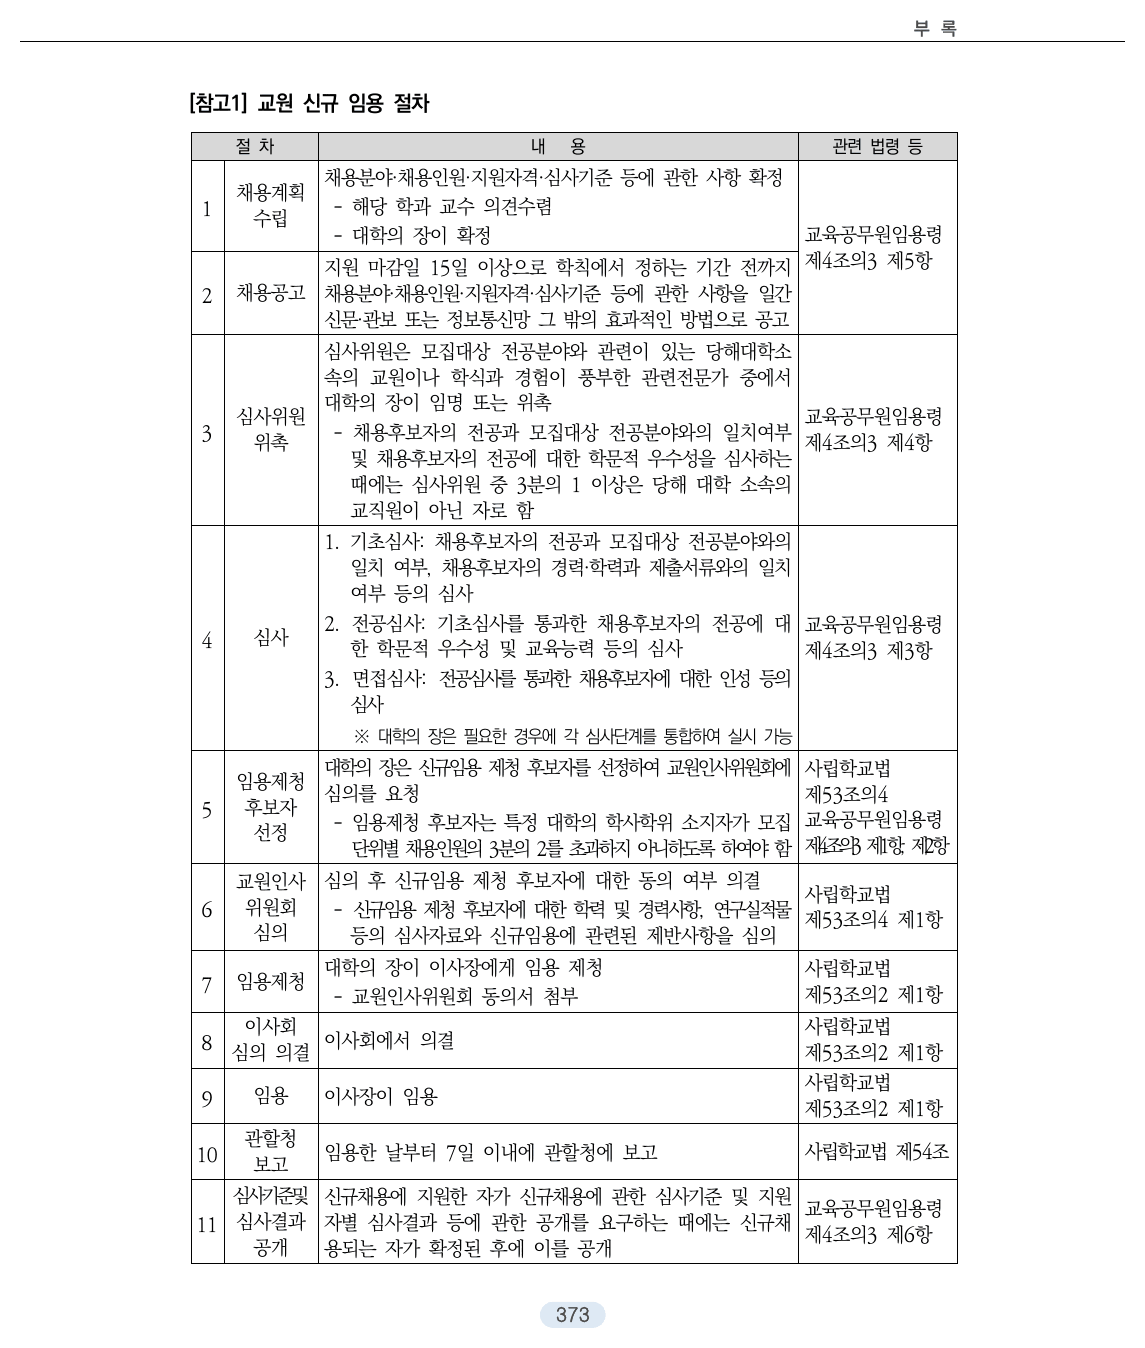 부 록
[참고1] 교원 신규 임용 절차
절 차
내 용
관련 법령 등
1
채용계획
수립
채용분야·채용인원·지원자격·심사기준 등에 관한 사항 확정
- 해당 학과 교수 의견수렴
- 대학의 장이 확정
교육공무원임용령
제4조의3 제5항
2
채용공고
지원 마감일 15일 이상으로 학칙에서 정하는 기간 전까지
채용분야·채용인원·지원자격·심사기준 등에 관한 사항을 일간
신문·관보 또는 정보통신망 그 밖의 효과적인 방법으로 공고
3
심사위원
위촉
심사위원은 모집대상 전공분야와 관련이 있는 당해대학소
속의 교원이나 학식과 경험이 풍부한 관련전문가 중에서
대학의 장이 임명 또는 위촉
- 채용후보자의 전공과 모집대상 전공분야와의 일치여부
및 채용후보자의 전공에 대한 학문적 우수성을 심사하는
때에는 심사위원 중 3분의 1 이상은 당해 대학 소속의
교직원이 아닌 자로 함
교육공무원임용령
제4조의3 제4항
4
심사
1. 기초심사: 채용후보자의 전공과 모집대상 전공분야와의
일치 여부, 채용후보자의 경력·학력과 제출서류와의 일치
여부 등의 심사
2. 전공심사: 기초심사를 통과한 채용후보자의 전공에 대
한 학문적 우수성 및 교육능력 등의 심사
3. 면접심사: 전공심사를 통과한 채용후보자에 대한 인성 등의
심사
※ 대학의 장은 필요한 경우에 각 심사단계를 통합하여 실시 가능
교육공무원임용령
제4조의3 제3항
5
임용제청
후보자
선정
대학의 장은 신규임용 제청 후보자를 선정하여 교원인사위원회에
심의를 요청
- 임용제청 후보자는 특정 대학의 학사학위 소지자가 모집
단위별 채용인원의 3분의 2를 초과하지 아니하도록 하여야 함
사립학교법
제53조의4
교육공무원임용령
제4조의3 제1항, 제2항
6
교원인사
위원회
심의
심의 후 신규임용 제청 후보자에 대한 동의 여부 의결
- 신규임용 제청 후보자에 대한 학력 및 경력사항, 연구실적물
등의 심사자료와 신규임용에 관련된 제반사항을 심의
사립학교법
제53조의4 제1항
7
임용제청
대학의 장이 이사장에게 임용 제청
- 교원인사위원회 동의서 첨부
사립학교법
제53조의2 제1항
8
이사회
심의 의결
이사회에서 의결
사립학교법
제53조의2 제1항
9
임용
이사장이 임용
사립학교법
제53조의2 제1항
10
관할청
보고
임용한 날부터 7일 이내에 관할청에 보고
사립학교법 제54조
11
심사기준및
심사결과
공개
신규채용에 지원한 자가 신규채용에 관한 심사기준 및 지원
자별 심사결과 등에 관한 공개를 요구하는 때에는 신규채
용되는 자가 확정된 후에 이를 공개
교육공무원임용령
제4조의3 제6항
373